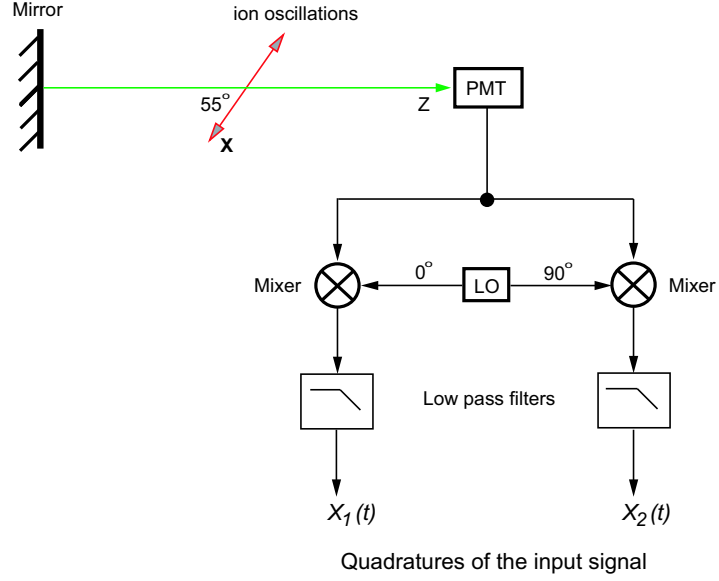 Mirror
ion oscillations
55°
X
Z
PMT
Mixer
0°
LO
90°
Mixer
Low pass filters
X1(t)
X2(t)
Quadratures of the input signal